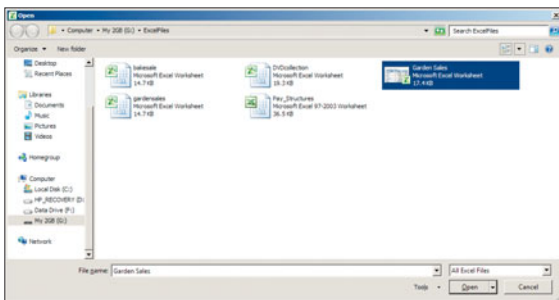 Open
Computer • My 2GB (G:) • ExcelFiles
Search ExcelFiles
Organize
New folder
Desktop
Recent Places
Libraries
Documents
Music
Pictures
Videos
Homegroup
Computer
Local Disk (C:)
HP_RECOVERY (D:
Data Drive (F:)
My 2GB (G:)
Network
bakesale
Microsoft Excel Worksheet
14.7 KB
DVDcollection
Microsoft Excel Worksheet
19.3 KB
Garden Sales
Microsoft Excel Worksheet
17.4 KB
gardensales
Microsoft Excel Worksheet
14.7 KB
Pay_Structures
Microsoft Excel 97-2003 Worksheet
36.5 KB
File name: Garden Sales
All Excel Files
Tools
Open
Cancel